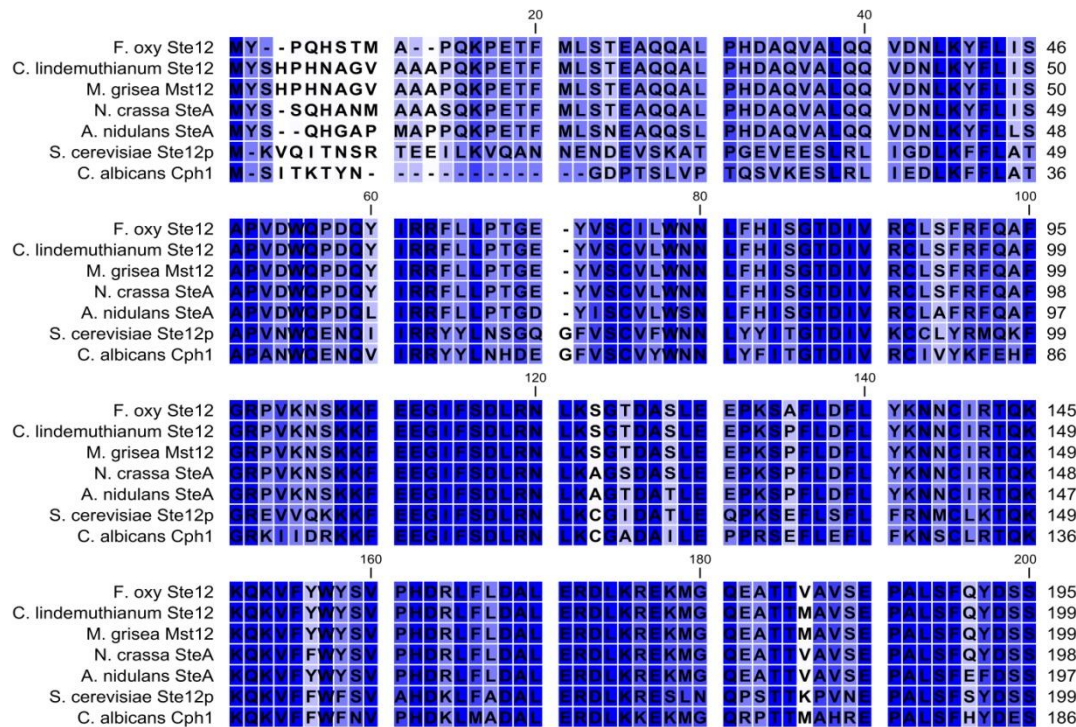 20 40
F. oxy Ste12 MY--PQHSTM A--PQKPETF MLSTEAQQAL PHDAQVALQQ VDNLKYFLIS 46
C. lindemuthianum Ste12 MYSHPHNAGV AAAPQKPETF MLSTEAQQAL PHDAQVALQQ VDNLKYFLIS 50
M. grisea Mst12 MYSHPHNAGV AAAPQKPETF MLSTEAQQAL PHDAQVALQQ VDNLKYFLIS 50
N. crassa SteA MYS-SQHANM AAASQKPETF MLSTEAQQAL PHDAQVALQQ VDNLKYFLIS 49
A. nidulans SteA MYS--QHGAP MAPPQKPETF MLSNEAQQSL PHDAQVALQQ VDNLKYFLLS 48
S. cerevisiae Ste12p M-KVQITNSR TEEILKVQAN NENDEVSKAT PGEVEESLRL IGDLKFFLAT 49
C. albicans Cph1 M-SITKTYN- ---------- --GDPTSLVP TQSVKESLRL IEDLKFFLAT 36
60 80 100
F. oxy Ste12 APVDWQPDQY IRRFLLPTGE -YVSCILWNN LFHISGTDIV RCLSFRFQAF 95
C. lindemuthianum Ste12 APVDWQPDQY IRRFLLPTGE -YVSCVLWNN LFHISGTDIV RCLSFRFQAF 99
M. grisea Mst12 APVDWQPDQY IRRFLLPTGE -YVSCVLWNN LFHISGTDIV RCLSFRFQAF 99
N. crassa SteA APVDWQPDQY IRRFLLPTGE -YVSCVLWNN LFHISGTDIV RCLSFRFQAF 98
A. nidulans SteA APVDWQPDQL IRRFLLPTGD -YISCVLWSN LFHISGTDIV RCLAFRFQAF 97
S. cerevisiae Ste12p APVNWQENQI IRRYYLNSGQ GFVSCVFWNN LYYITGTDIV KCCLYRMQKF 99
C. albicans Cph1 APANWQENQV IRRYYLNHDE GFVSCVYWNN LYFITGTDIV RCIVYKFEHF 86
120 140
F. oxy Ste12 GRPVKNSKKF EEGIFSDLRN LKSGTDASLE EPKSAFLDFL YKNNCIRTQK 145
C. lindemuthianum Ste12 GRPVKNSKKF EEGIFSDLRN LKSGTDASLE EPKSPFLDFL YKNNCIRTQK 149
M. grisea Mst12 GRPVKNSKKF EEGIFSDLRN LKSGTDASLE EPKSPFLDFL YKNNCIRTQK 149
N. crassa SteA GRPVKNSKKF EEGIFSDLRN LKAGSDASLE EPKSPFLDFL YKNNCIRTQK 148
A. nidulans SteA GRPVKNSKKF EEGIFSDLRN LKAGTDATLE EPKSPFLDFL YKNNCIRTQK 147
S. cerevisiae Ste12p GREVVQKKKF EEGIFSDLRN LKCGIDATLE QPKSEFLSFL FRNMCLKTQK 149
C. albicans Cph1 GRKIIDRKKF EEGIFSDLRN LKCGADAILE PPRSEFLEFL FKNSCLRTQK 136
160 180 200
F. oxy Ste12 KQKVFYWYSV PHDRLFLDAL ERDLKREKMG QEATTVAVSE PALSFQYDSS 195
C. lindemuthianum Ste12 KQKVFYWYSV PHDRLFLDAL ERDLKREKMG QEATTMAVSE PALSFQYDSS 199
M. grisea Mst12 KQKVFYWYSV PHDRLFLDAL ERDLKREKMG QEATTMAVSE PALSFQYDSS 199
N. crassa SteA KQKVFFWYSV PHDRLFLDAL ERDLKREKMG QEATTVAVSE PALSFQYDSS 198
A. nidulans SteA KQKVFYWYSV PHDRLFLDAL ERDLKREKMG QEATTVAVSE PALSFEFDSS 197
S. cerevisiae Ste12p KQKVFFWFSV AHDKLFADAL ERDLKRESLN QPSTTKPVNE PALSFSYDSS 199
C. albicans Cph1 KQKVFFWFNV PHDKLMADAL ERDLKREKMG QRPTTMAHRE PALSFHYDES 186